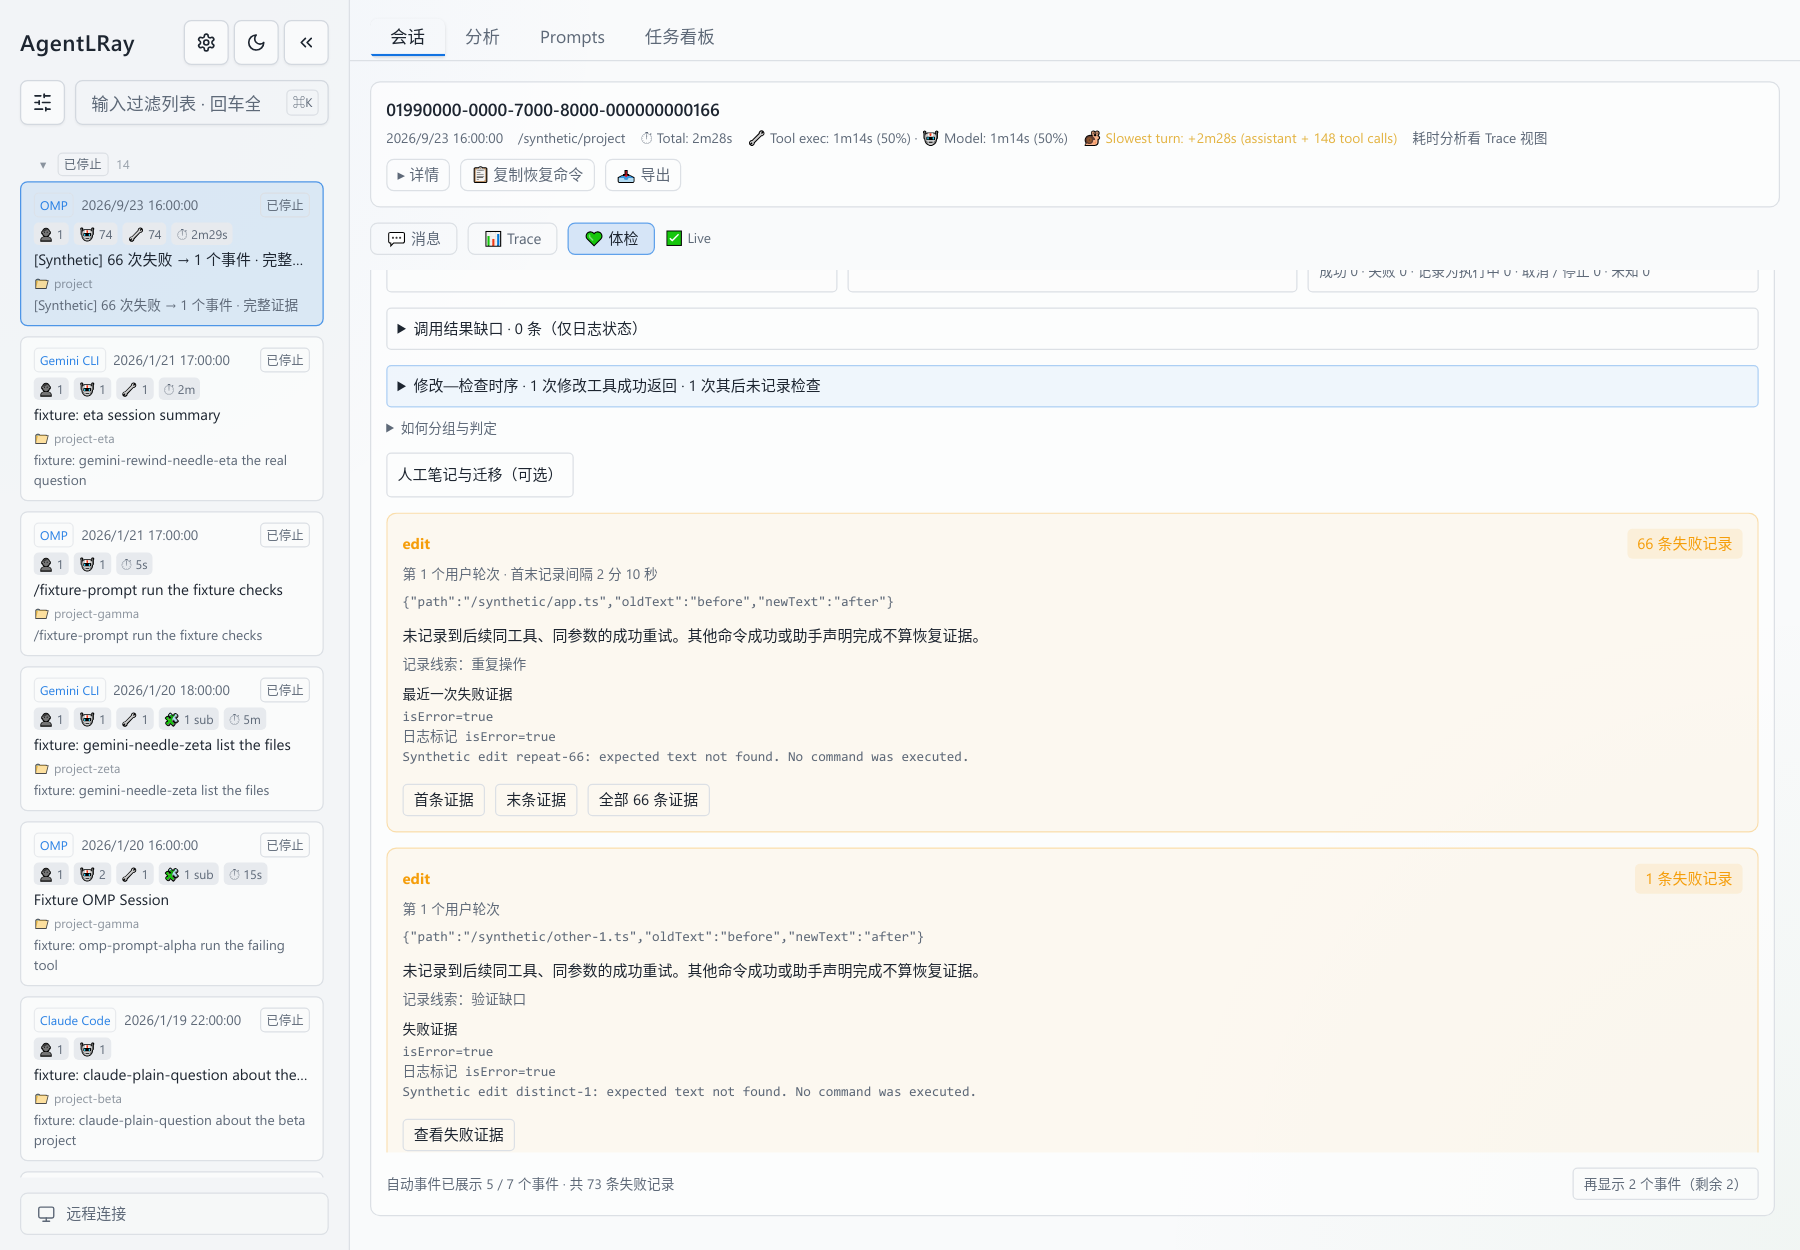 AgentLRay
输入过滤列表 · 回车全
⌘K
▼ 已停止 14
OMP 2026/9/23 16:00:00 已停止
1 74 74 2m29s
[Synthetic] 66 次失败 → 1 个事件 · 完整...
project
[Synthetic] 66 次失败 → 1 个事件 · 完整证据
Gemini CLI 2026/1/21 17:00:00 已停止
1 1 1 2m
fixture: eta session summary
project-eta
fixture: gemini-rewind-needle-eta the real
question
OMP 2026/1/21 17:00:00 已停止
1 1 5s
/fixture-prompt run the fixture checks
project-gamma
/fixture-prompt run the fixture checks
Gemini CLI 2026/1/20 18:00:00 已停止
1 1 1 1 sub 5m
fixture: gemini-needle-zeta list the files
project-zeta
fixture: gemini-needle-zeta list the files
OMP 2026/1/20 16:00:00 已停止
1 2 1 1 sub 15s
Fixture OMP Session
project-gamma
fixture: omp-prompt-alpha run the failing
tool
Claude Code 2026/1/19 22:00:00 已停止
1 1
fixture: claude-plain-question about the...
project-beta
fixture: claude-plain-question about the beta
project
远程连接
会话 分析 Prompts 任务看板
01990000-0000-7000-8000-000000000166
2026/9/23 16:00:00 /synthetic/project Total: 2m28s Tool exec: 1m14s (50%) · Model: 1m14s (50%) Slowest turn: +2m28s (assistant + 148 tool calls) 耗时分析看 Trace 视图
▸ 详情 复制恢复命令 导出
消息 Trace 体检 Live
成功 0 · 失败 0 · 记录为执行中 0 · 取消 / 停止 0 · 未知 0
▶ 调用结果缺口 · 0 条（仅日志状态）
▶ 修改—检查时序 · 1 次修改工具成功返回 · 1 次其后未记录检查
▶ 如何分组与判定
人工笔记与迁移（可选）
edit 66 条失败记录
第 1 个用户轮次 · 首末记录间隔 2 分 10 秒
{"path":"/synthetic/app.ts","oldText":"before","newText":"after"}
未记录到后续同工具、同参数的成功重试。其他命令成功或助手声明完成不算恢复证据。
记录线索：重复操作
最近一次失败证据
isError=true
日志标记 isError=true
Synthetic edit repeat-66: expected text not found. No command was executed.
首条证据 末条证据 全部 66 条证据
edit 1 条失败记录
第 1 个用户轮次
{"path":"/synthetic/other-1.ts","oldText":"before","newText":"after"}
未记录到后续同工具、同参数的成功重试。其他命令成功或助手声明完成不算恢复证据。
记录线索：验证缺口
失败证据
isError=true
日志标记 isError=true
Synthetic edit distinct-1: expected text not found. No command was executed.
查看失败证据
自动事件已展示 5 / 7 个事件 · 共 73 条失败记录 再显示 2 个事件（剩余 2）